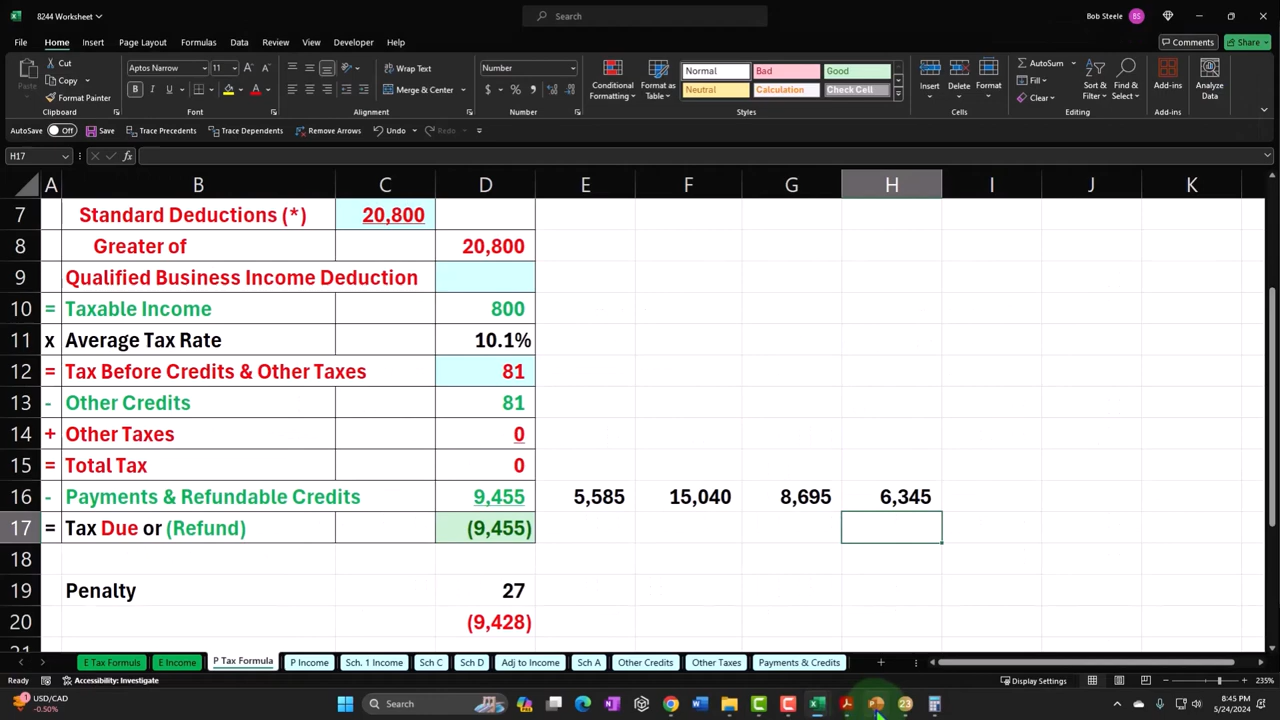 8244 Worksheet
Search
Bob Steele BS
File Home Insert Page Layout Formulas Data Review View Developer Help
Comments Share
Paste Cut Copy Format Painter
Aptos Narrow 11
Wrap Text
Merge & Center
Number
Conditional Formatting Format as Table
Normal Bad Good
Neutral Calculation Check Cell
Insert Delete Format
AutoSum Fill Clear
Sort & Filter Find & Select
Add-ins Analyze Data
Clipboard Font Alignment Number Styles Cells Editing Add-ins
AutoSave Off Save Trace Precedents Trace Dependents Remove Arrows Undo Redo
H17 fx
A B C D E F G H I J K
7 Standard Deductions (*) 20,800
8 Greater of 20,800
9 Qualified Business Income Deduction
10 = Taxable Income 800
11 x Average Tax Rate 10.1%
12 = Tax Before Credits & Other Taxes 81
13 - Other Credits 81
14 + Other Taxes 0
15 = Total Tax 0
16 - Payments & Refundable Credits 9,455 5,585 15,040 8,695 6,345
17 = Tax Due or (Refund) (9,455)
18
19 Penalty 27
20 (9,428)
E Tax Formuls E Income P Tax Formula P Income Sch. 1 Income Sch C Sch D Adj to Income Sch A Other Credits Other Taxes Payments & Credits
Ready Accessibility: Investigate Display Settings 235%
USD/CAD
-0.50%
Search
23
8:45 PM
5/24/2024